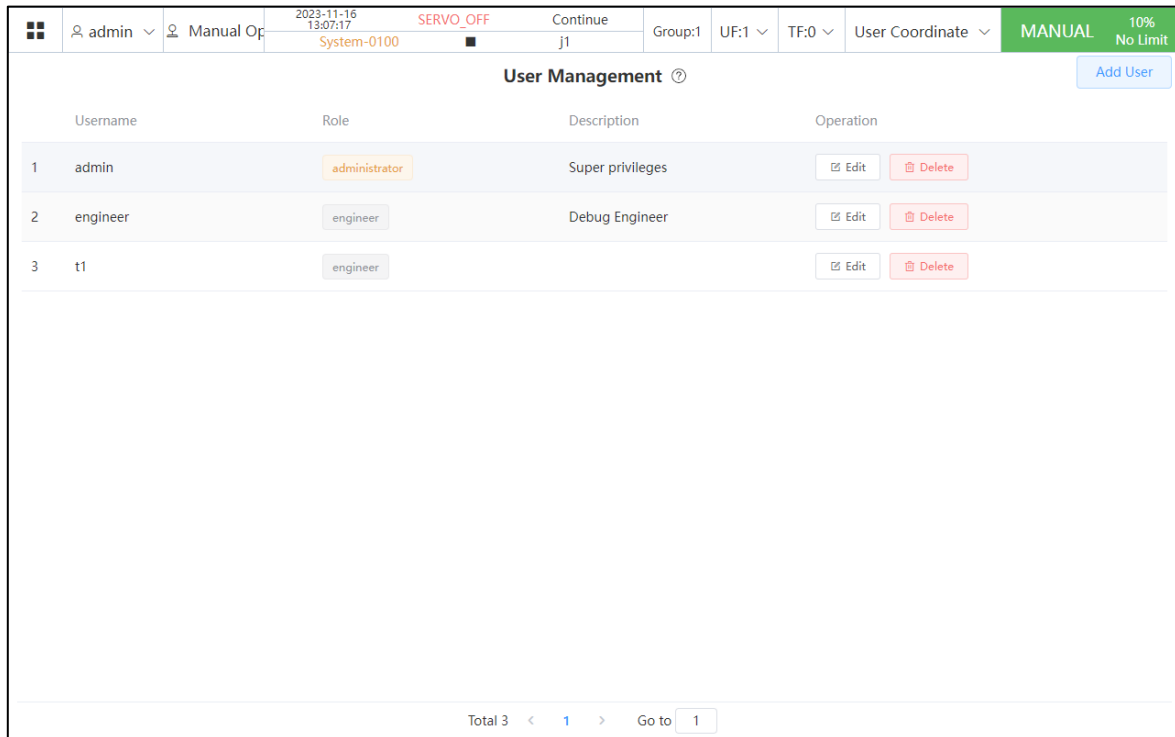 admin Manual Op 2023-11-16 13:07:17 SERVO_OFF Continue Group:1 UF:1 TF:0 User Coordinate MANUAL 10% No Limit
System-0100 j1
User Management Add User
Username Role Description Operation
1 admin administrator Super privileges Edit Delete
2 engineer engineer Debug Engineer Edit Delete
3 t1 engineer Edit Delete
Total 3 < 1 > Go to 1